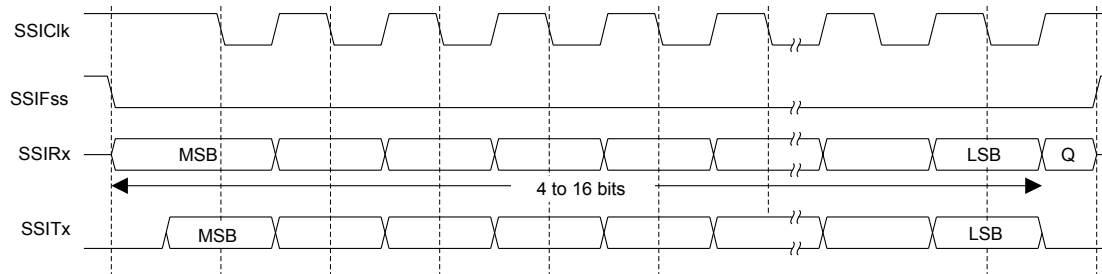 SSIClk
SSIFss
SSIRx
MSB
LSB
Q
4 to 16 bits
SSITx
MSB
LSB